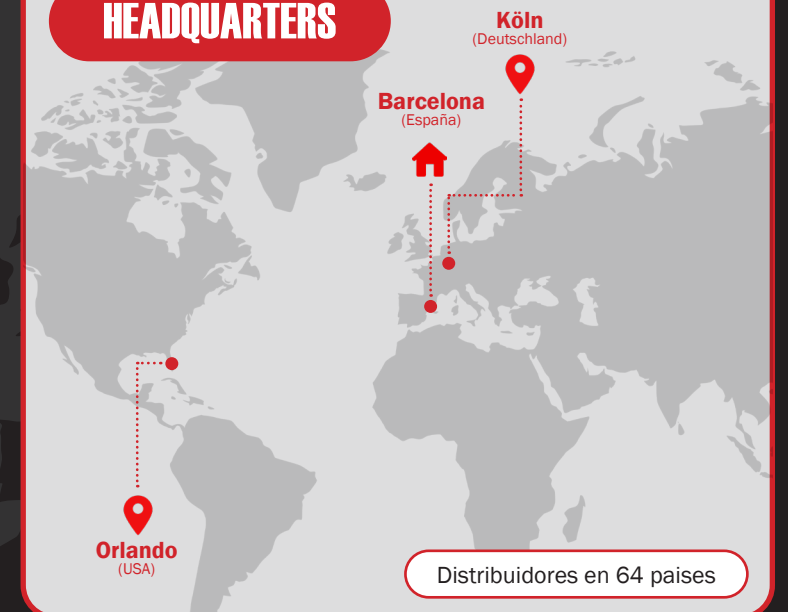 HEADQUARTERS
Köln
(Deutschland)
Barcelona
(España)
Orlando
(USA)
Distribuidores en 64 paises